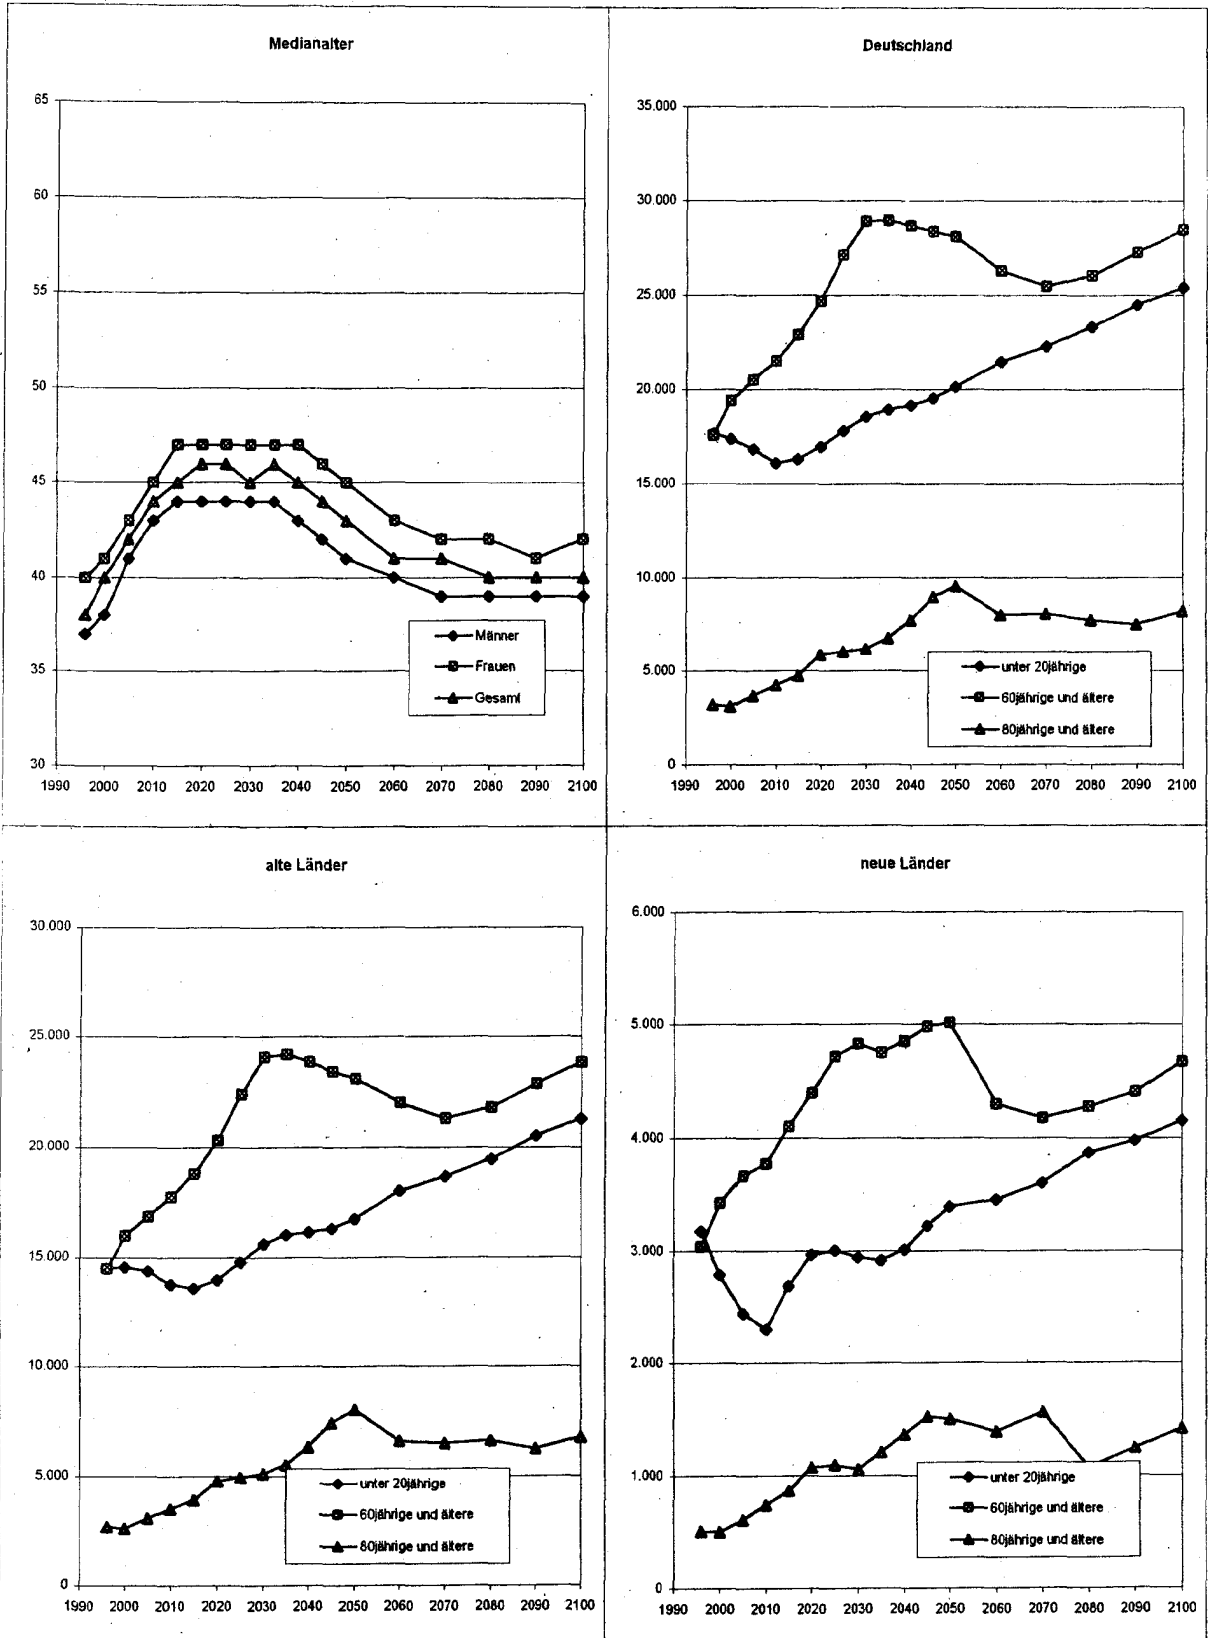 Medianalter
65
60
55
50
45
40
35
30
Männer
Frauen
Gesamt
1990 2000 2010 2020 2030 2040 2050 2060 2070 2080 2090 2100
Deutschland
35.000
30.000
25.000
20.000
15.000
10.000
5.000
0
unter 20jährige
60jährige und ältere
80jährige und ältere
1990 2000 2010 2020 2030 2040 2050 2060 2070 2080 2090 2100
alte Länder
30.000
25.000
20.000
15.000
10.000
5.000
0
unter 20jährige
60jährige und ältere
80jährige und ältere
1990 2000 2010 2020 2030 2040 2050 2060 2070 2080 2090 2100
neue Länder
6.000
5.000
4.000
3.000
2.000
1.000
0
unter 20jährige
60jährige und ältere
80jährige und ältere
1990 2000 2010 2020 2030 2040 2050 2060 2070 2080 2090 2100